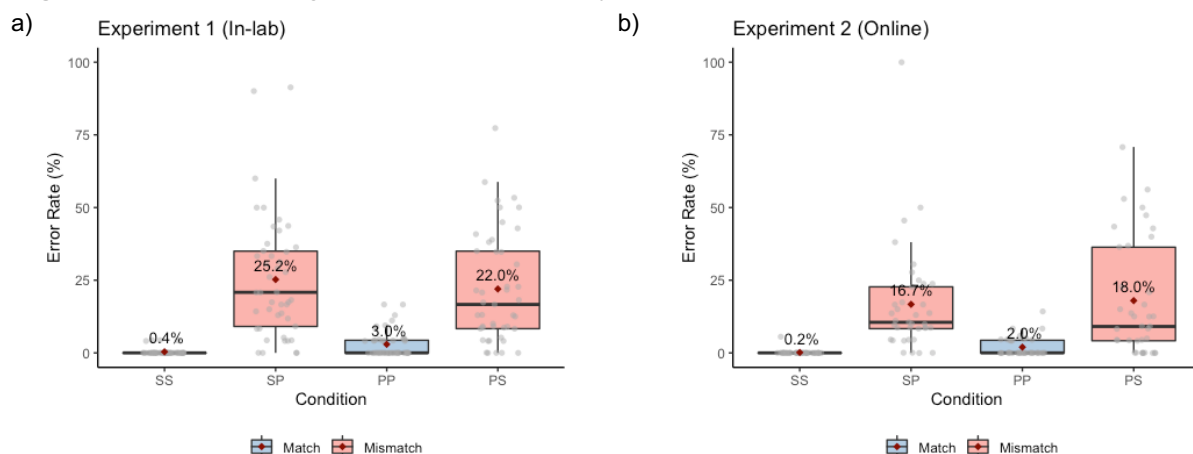 a)
Experiment 1 (In-lab)
Error Rate (%)
100
75
50
25
0
0.4%
25.2%
3.0%
22.0%
SS SP PP PS
Condition
Match Mismatch
b)
Experiment 2 (Online)
Error Rate (%)
100
75
50
25
0
0.2%
16.7%
2.0%
18.0%
SS SP PP PS
Condition
Match Mismatch